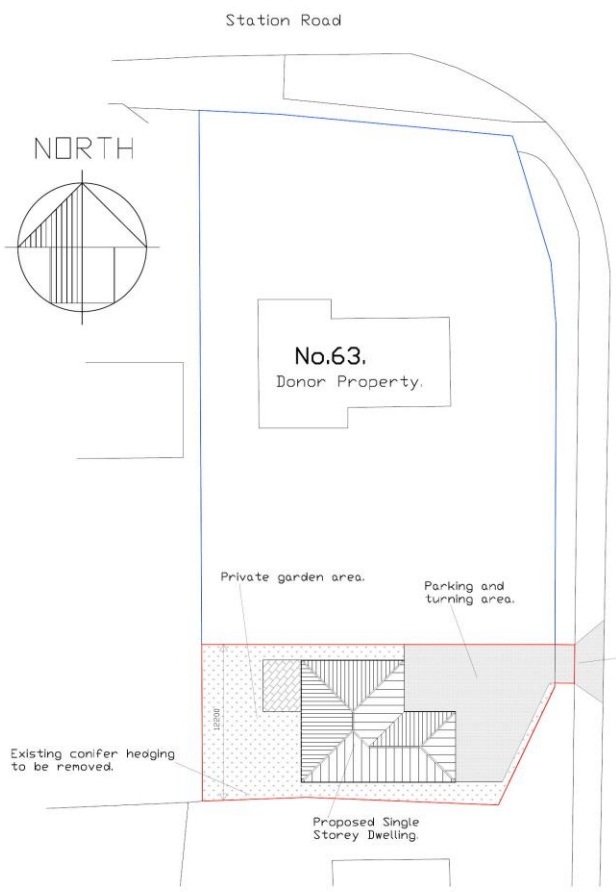 Station Road
NORTH
No.63.
Donor Property.
Private garden area.
Parking and
turning area.
12200
Existing conifer hedging
to be removed.
Proposed Single
Storey Dwelling.